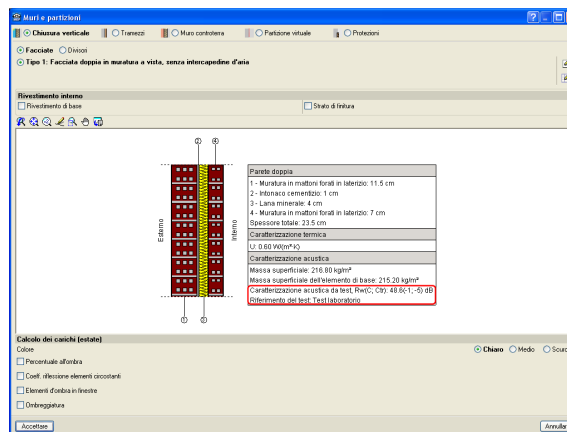 Muri e partizioni
Chiusura verticale Tramezzi Muro controterra Partizione virtuale Protezioni
Facciate Divisori
Tipo 1: Facciata doppia in muratura a vista, senza intercapedine d'aria
Rivestimento interno
Rivestimento di base Strato di finitura
Esterno
Interno
Parete doppia
1 - Muratura in mattoni forati in laterizio: 11.5 cm
2 - Intonaco cementizio: 1 cm
3 - Lana minerale: 4 cm
4 - Muratura in mattoni forati in laterizio: 7 cm
Spessore totale: 23.5 cm
Caratterizzazione termica
U: 0.60 W/(m²·K)
Caratterizzazione acustica
Massa superficiale: 216.80 kg/m²
Massa superficiale dell'elemento di base: 215.20 kg/m²
Caratterizzazione acustica da test, Rw(C; Ctr): 48.6(-1; -5) dB
Riferimento del test: Test laboratorio
Calcolo dei carichi (estate)
Colore Chiaro Medio Scuro
Percentuale all'ombra
Coeff. riflessione elementi circostanti
Elementi d'ombra in finestre
Ombreggiatura
Accettare Annullar